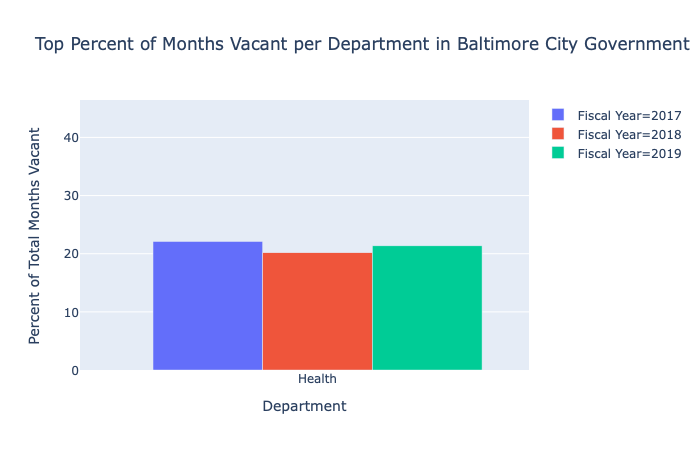 Top Percent of Months Vacant per Department in Baltimore City Government
Fiscal Year=2017
Fiscal Year=2018
Fiscal Year=2019
Percent of Total Months Vacant
40
30
20
10
0
Health
Department